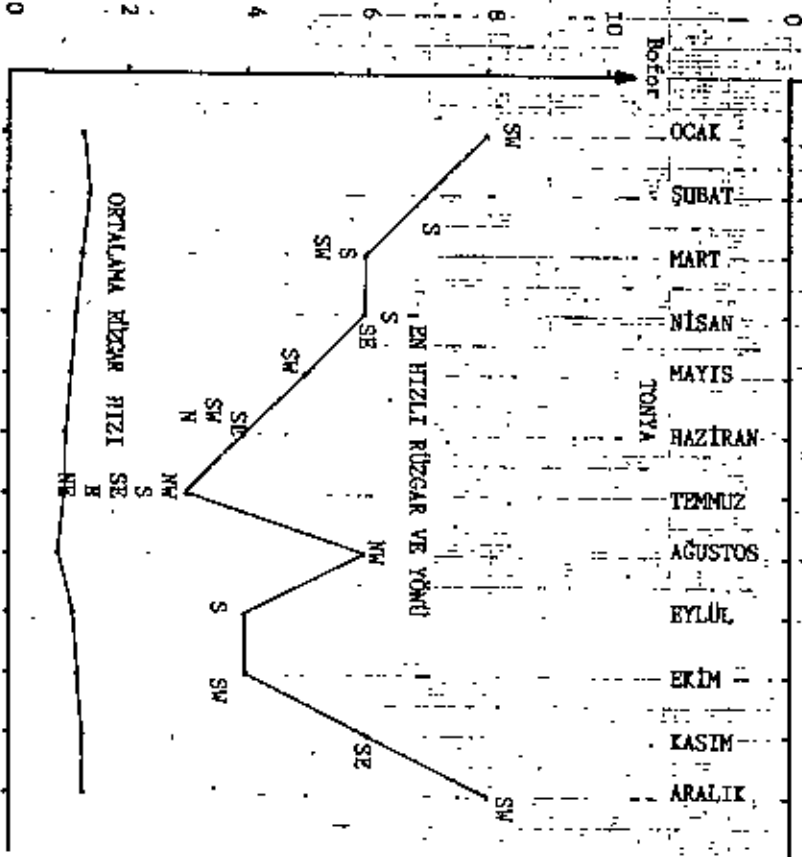 0
2
4
6
8
10
0
Bofor
OCAK
ŞUBAT
MART
NİSAN
MAYIS
HAZİRAN
TEMMUZ
AĞUSTOS
EYLÜL
EKİM
KASIM
ARALIK
TONYA
EN HIZLI RÜZGAR VE YÖNÜ
SW
S
S
SW
S
SE
SW
SE
SW
N
NW
S
SE
E
NE
NW
S
SW
SE
SW
ORTALAMA RÜZGAR HIZI